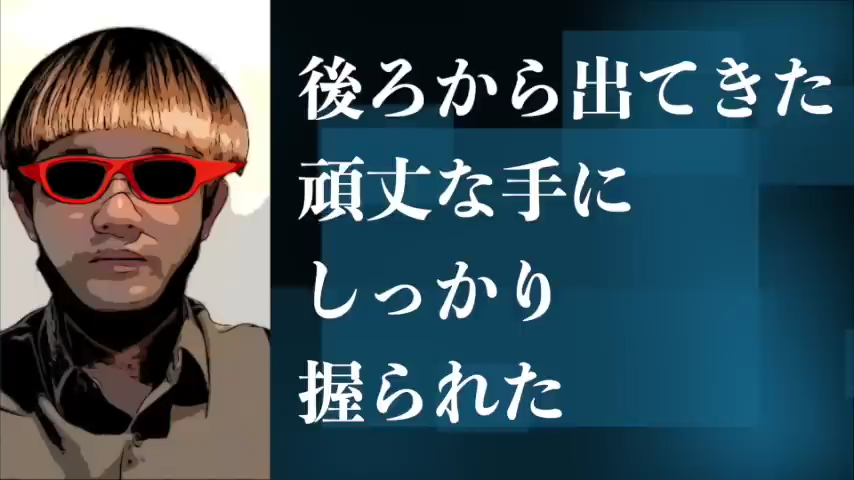 後ろから出てきた
頑丈な手に
しっかり
握られた